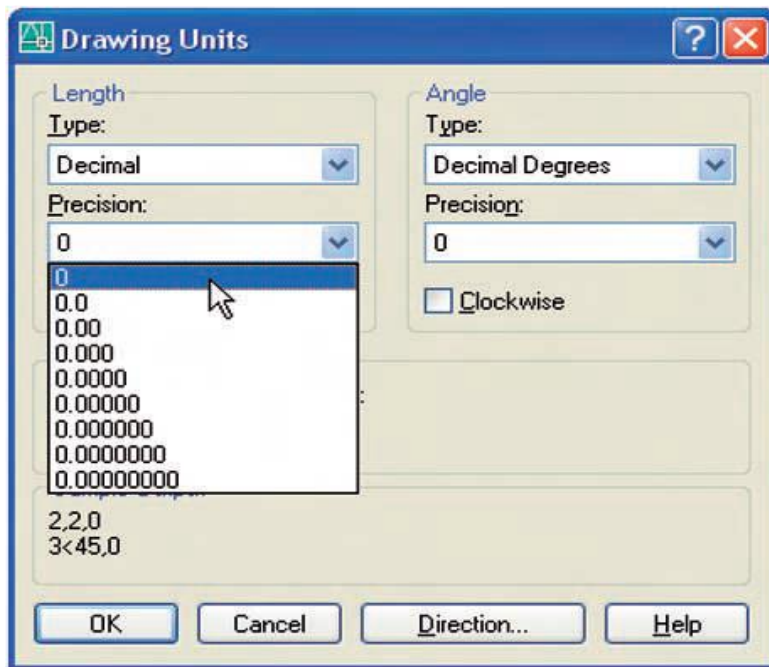 Drawing Units
Length
Type:
Decimal
Precision:
0
0
0.0
0.00
0.000
0.0000
0.00000
0.000000
0.0000000
0.00000000
Angle
Type:
Decimal Degrees
Precision:
0
Clockwise
:
2,2,0
3<45,0
OK
Cancel
Direction...
Help